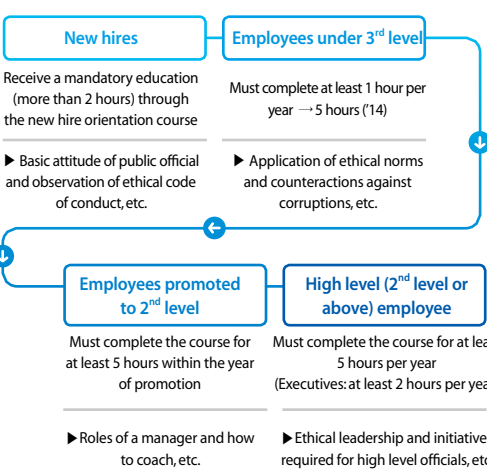 New hires
Receive a mandatory education
(more than 2 hours) through
the new hire orientation course
▶ Basic attitude of public official
and observation of ethical code
of conduct, etc.
Employees under 3rd level
Must complete at least 1 hour per
year → 5 hours ('14)
▶ Application of ethical norms
and counteractions against
corruptions, etc.
Employees promoted
to 2nd level
Must complete the course for
at least 5 hours within the year
of promotion
▶ Roles of a manager and how
to coach, etc.
High level (2nd level or
above) employee
Must complete the course for at lea
5 hours per year
(Executives: at least 2 hours per yea
▶ Ethical leadership and initiative
required for high level officials, etc